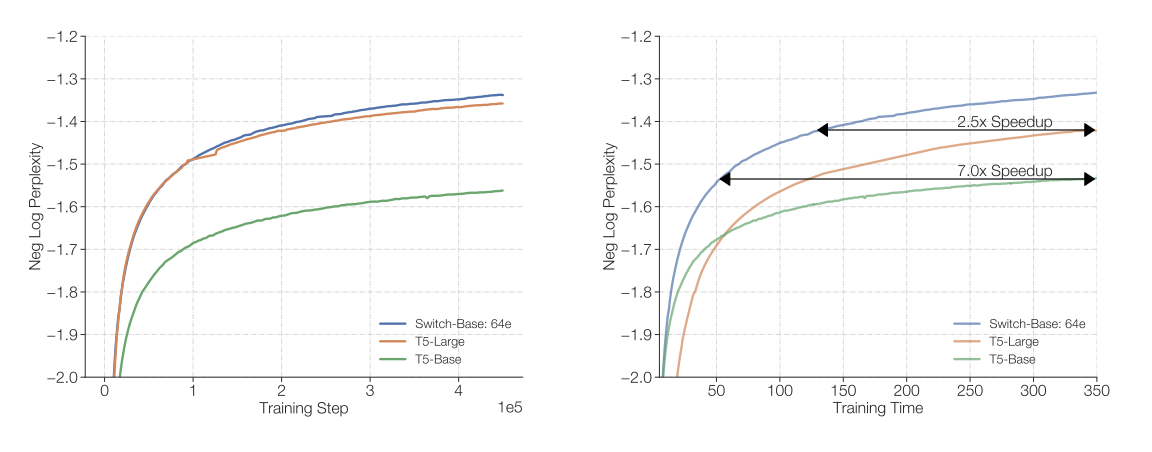 −1.2
−1.3
−1.4
−1.5
−1.6
−1.7
−1.8
−1.9
−2.0
Neg Log Perplexity
0
1
2
3
4
Training Step
1e5
Switch-Base: 64e
T5-Large
T5-Base
−1.2
−1.3
−1.4
−1.5
−1.6
−1.7
−1.8
−1.9
−2.0
Neg Log Perplexity
2.5x Speedup
7.0x Speedup
Switch-Base: 64e
T5-Large
T5-Base
50
100
150
200
250
300
350
Training Time